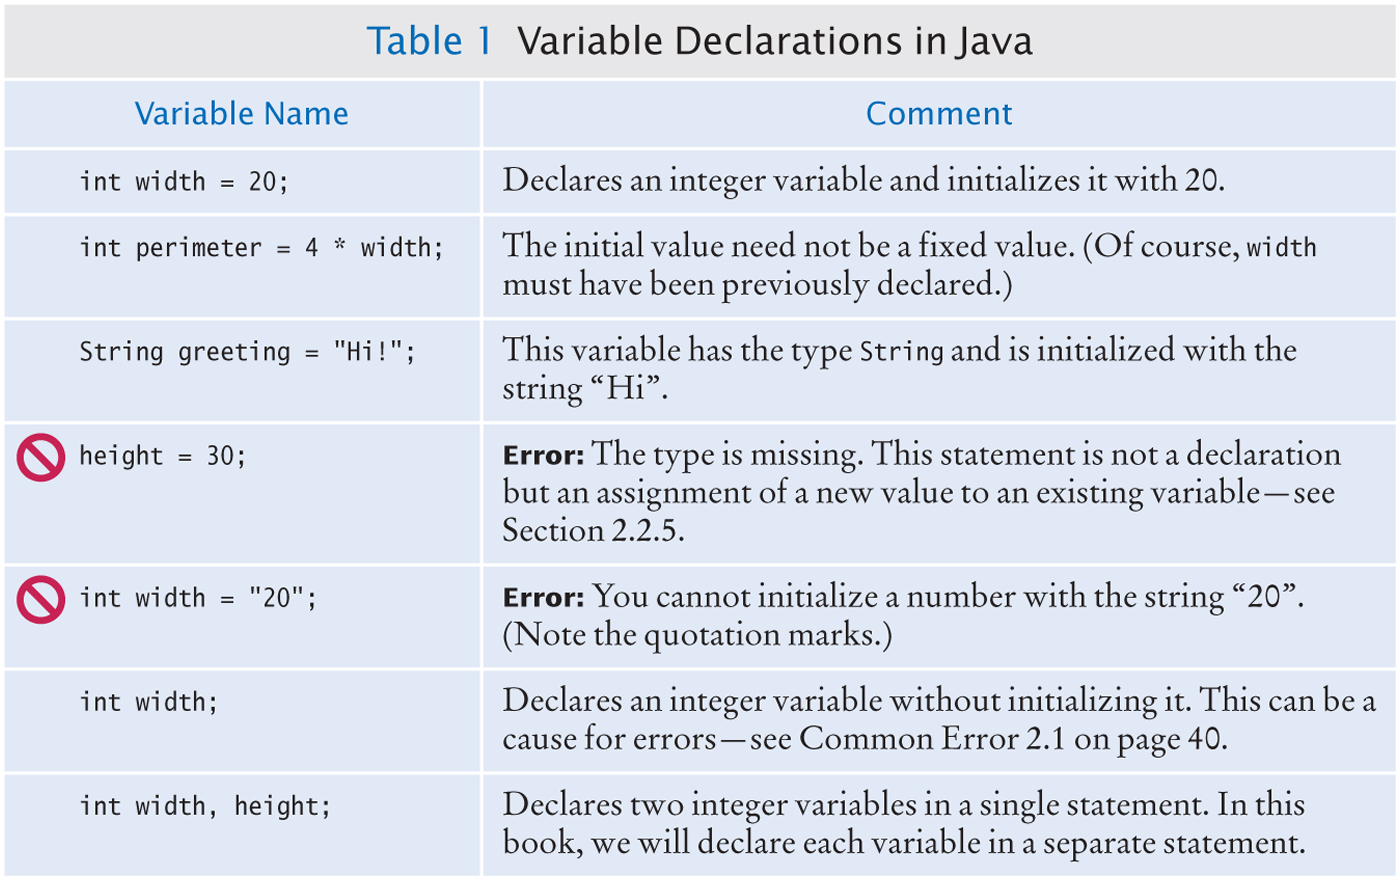 Table 1 Variable Declarations in Java
Variable Name
Comment
int width = 20;
Declares an integer variable and initializes it with 20.
int perimeter = 4 * width;
The initial value need not be a fixed value. (Of course, width
must have been previously declared.)
String greeting = "Hi!";
This variable has the type String and is initialized with the
string “Hi”.
height = 30;
Error: The type is missing. This statement is not a declaration
but an assignment of a new value to an existing variable—see
Section 2.2.5.
int width = "20";
Error: You cannot initialize a number with the string “20”.
(Note the quotation marks.)
int width;
Declares an integer variable without initializing it. This can be a
cause for errors—see Common Error 2.1 on page 40.
int width, height;
Declares two integer variables in a single statement. In this
book, we will declare each variable in a separate statement.